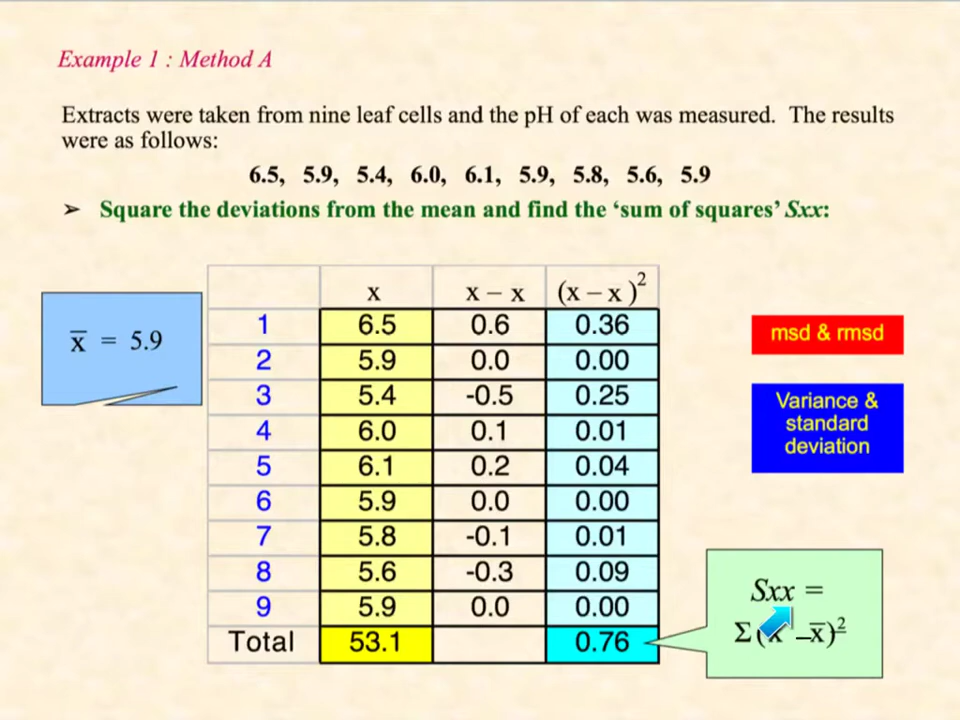 Example 1 : Method A
Extracts were taken from nine leaf cells and the pH of each was measured. The results
were as follows:
6.5, 5.9, 5.4, 6.0, 6.1, 5.9, 5.8, 5.6, 5.9
➢ Square the deviations from the mean and find the ‘sum of squares’ Sxx:
x̅ = 5.9
x x – x (x – x )²
1 6.5 0.6 0.36
2 5.9 0.0 0.00
3 5.4 -0.5 0.25
4 6.0 0.1 0.01
5 6.1 0.2 0.04
6 5.9 0.0 0.00
7 5.8 -0.1 0.01
8 5.6 -0.3 0.09
9 5.9 0.0 0.00
Total 53.1 0.76
msd & rmsd
Variance &
standard
deviation
Sxx =
Σ(x –x̅)²